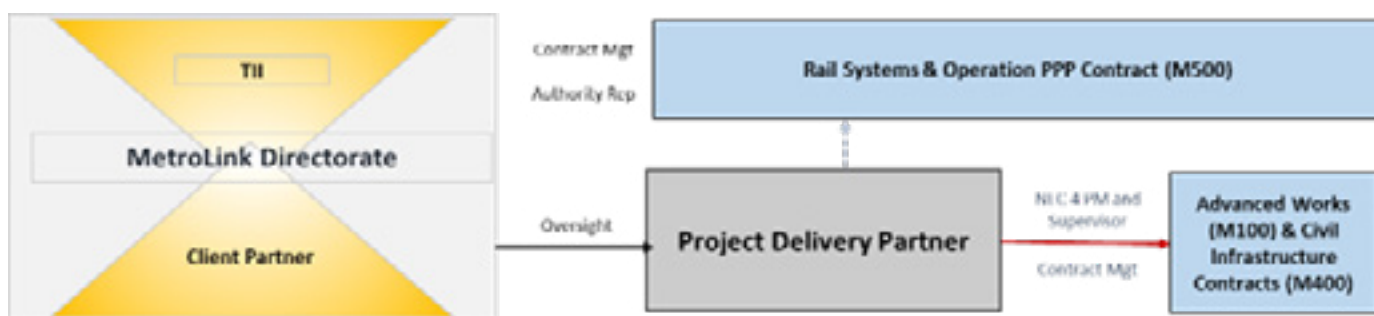 TII
MetroLink Directorate
Client Partner
Contract Mgt
Authority Rep
Rail Systems & Operation PPP Contract (M500)
Oversight
Project Delivery Partner
NEC 4 PM and
Supervisor
Contract Mgt
Advanced Works
(M100) & Civil
Infrastructure
Contracts (M400)